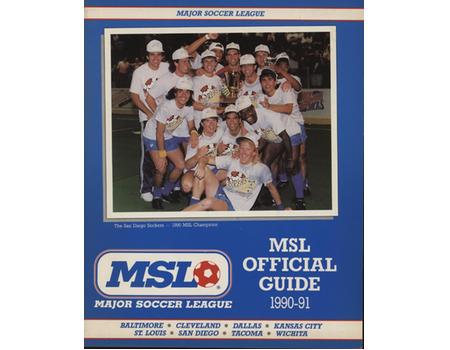 MAJOR SOCCER LEAGUE
The San Diego Sockers — 1990 MSL Champions
MSL
OFFICIAL
GUIDE
1990-91
MSL
MAJOR SOCCER LEAGUE
BALTIMORE • CLEVELAND • DALLAS • KANSAS CITY
ST. LOUIS • SAN DIEGO • TACOMA • WICHITA